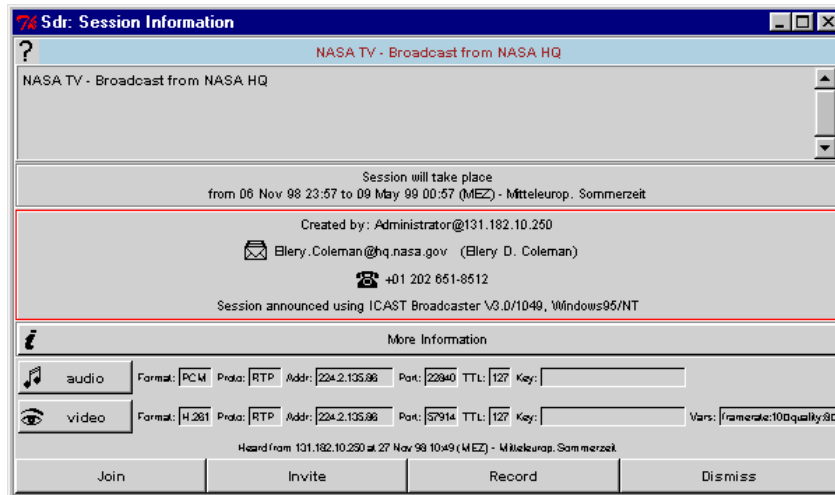 Sdr: Session Information
? NASA TV - Broadcast from NASA HQ
NASA TV - Broadcast from NASA HQ
Session will take place
from 06 Nov 98 23:57 to 09 May 99 00:57 (MEZ) - Mitteleurop. Sommerzeit
Created by: Administrator@131.182.10.250
Ellery.Coleman@hq.nasa.gov (Ellery D. Coleman)
+01 202 651-8512
Session announced using ICAST Broadcaster V3.0/1049, Windows95/NT
i More Information
audio Format: PCM Proto: RTP Addr: 224.2.135.86 Port: 22840 TTL: 127 Key:
video Format: H.261 Proto: RTP Addr: 224.2.135.86 Port: 57914 TTL: 127 Key: Vars: framerate:10 quality:8
Heard from 131.182.10.250 at 27 Nov 98 10:49 (MEZ) - Mitteleurop. Sommerzeit
Join Invite Record Dismiss